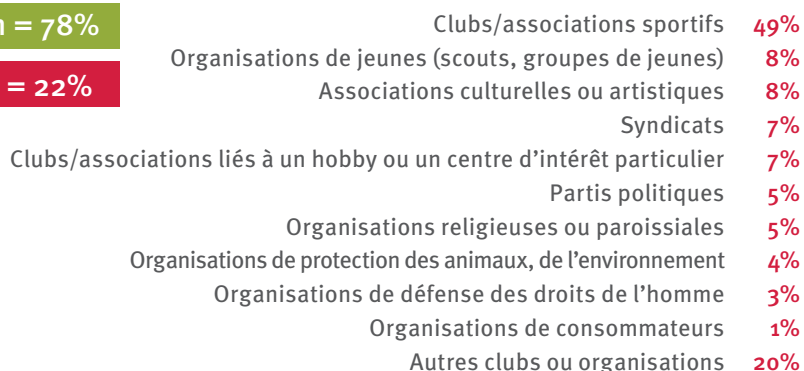 = 78%
= 22%
Clubs/associations sportifs 49%
Organisations de jeunes (scouts, groupes de jeunes) 8%
Associations culturelles ou artistiques 8%
Syndicats 7%
Clubs/associations liés à un hobby ou un centre d’intérêt particulier 7%
Partis politiques 5%
Organisations religieuses ou paroissiales 5%
Organisations de protection des animaux, de l’environnement 4%
Organisations de défense des droits de l’homme 3%
Organisations de consommateurs 1%
Autres clubs ou organisations 20%